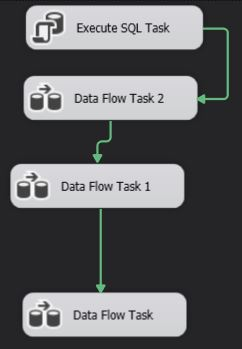 Execute SQL Task
Data Flow Task 2
Data Flow Task 1
Data Flow Task